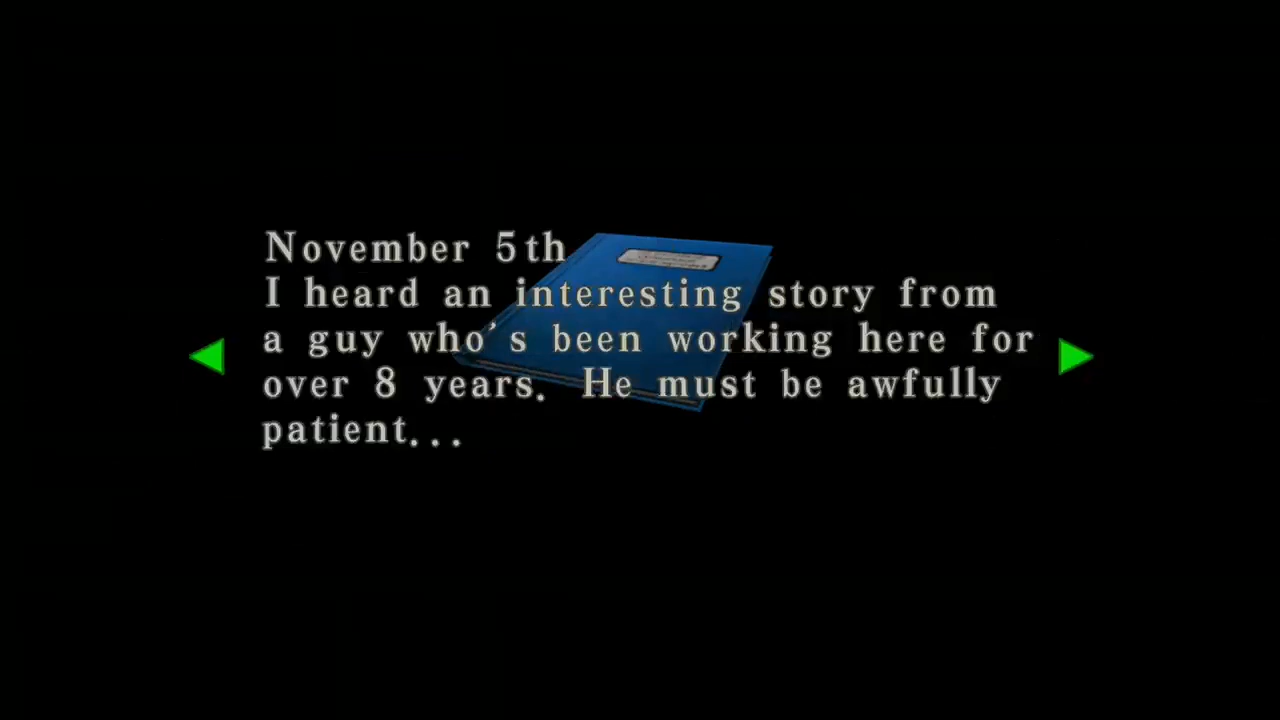 November 5th
I heard an interesting story from
a guy who's been working here for
over 8 years. He must be awfully
patient...